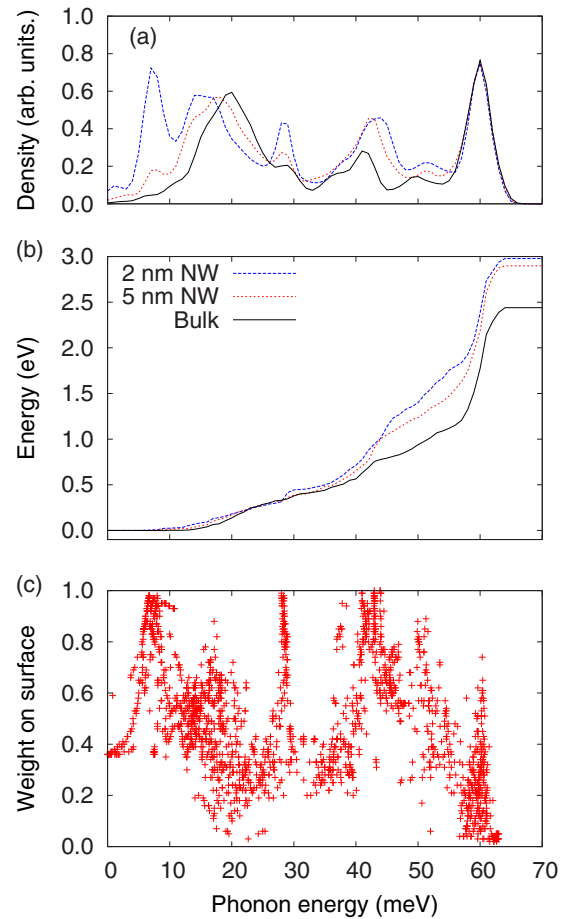 (a)
Density (arb. units.)
1.0
0.8
0.6
0.4
0.2
0.0
(b)
Energy (eV)
3.0
2.5
2.0
1.5
1.0
0.5
0.0
2 nm NW
5 nm NW
Bulk
(c)
Weight on surface
1.0
0.8
0.6
0.4
0.2
0.0
0 10 20 30 40 50 60 70
Phonon energy (meV)